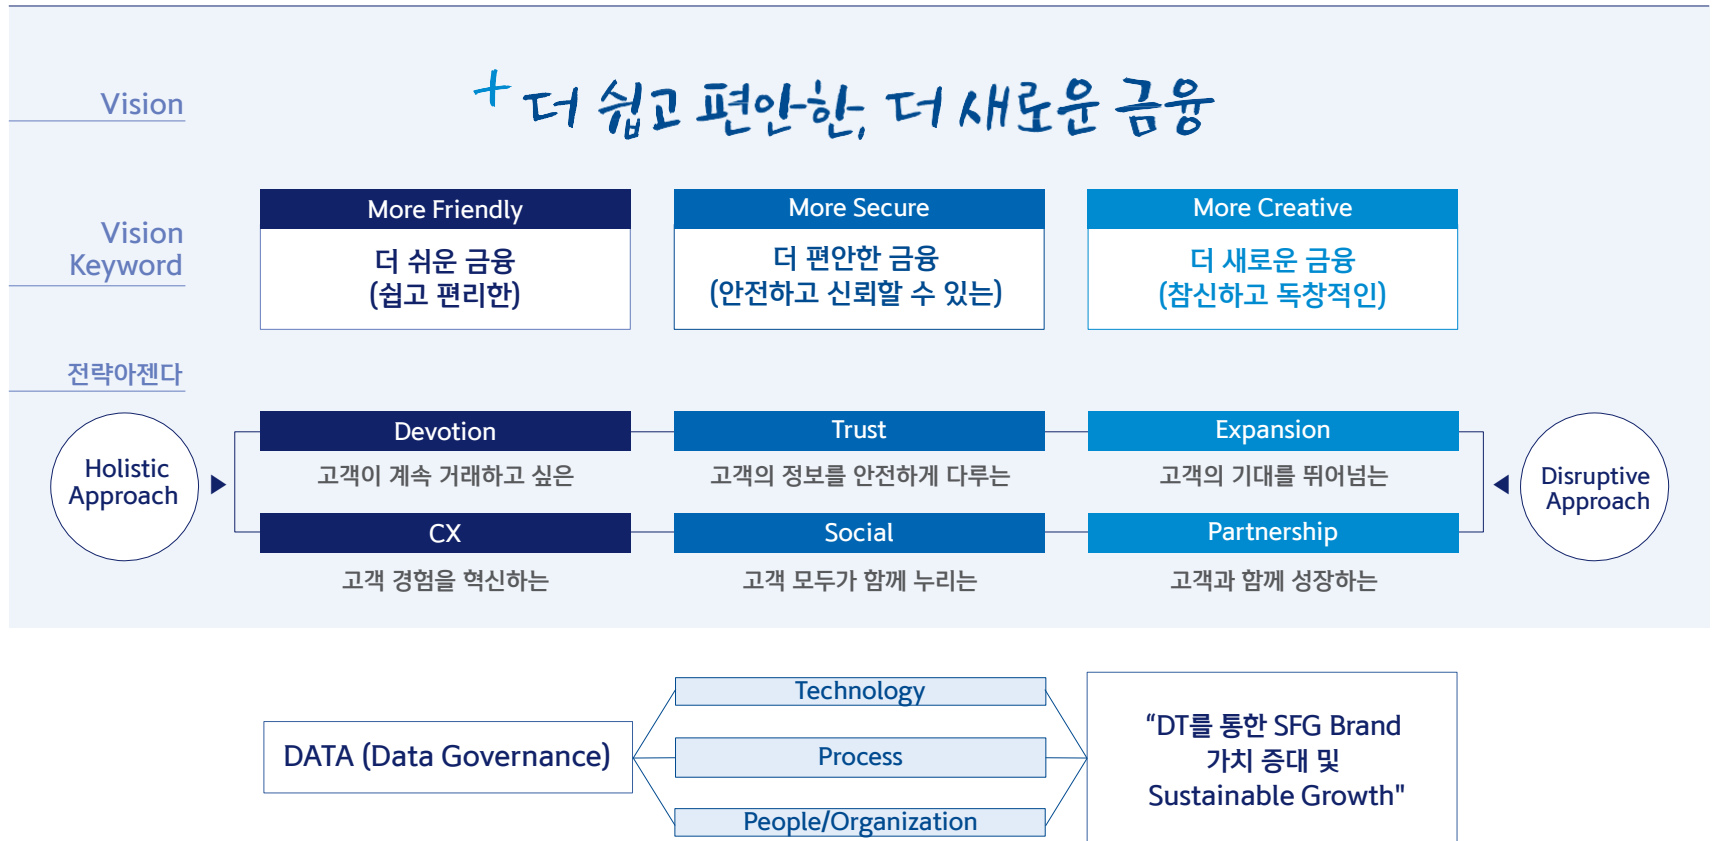 Vision
+ 더 쉽고 편안한, 더 새로운 금융
Vision
Keyword
More Friendly
더 쉬운 금융
(쉽고 편리한)
More Secure
더 편안한 금융
(안전하고 신뢰할 수 있는)
More Creative
더 새로운 금융
(참신하고 독창적인)
전략아젠다
Holistic
Approach
Devotion
고객이 계속 거래하고 싶은
Trust
고객의 정보를 안전하게 다루는
Expansion
고객의 기대를 뛰어넘는
CX
고객 경험을 혁신하는
Social
고객 모두가 함께 누리는
Partnership
고객과 함께 성장하는
Disruptive
Approach
DATA (Data Governance)
Technology
Process
People/Organization
“DT를 통한 SFG Brand
가치 증대 및
Sustainable Growth"